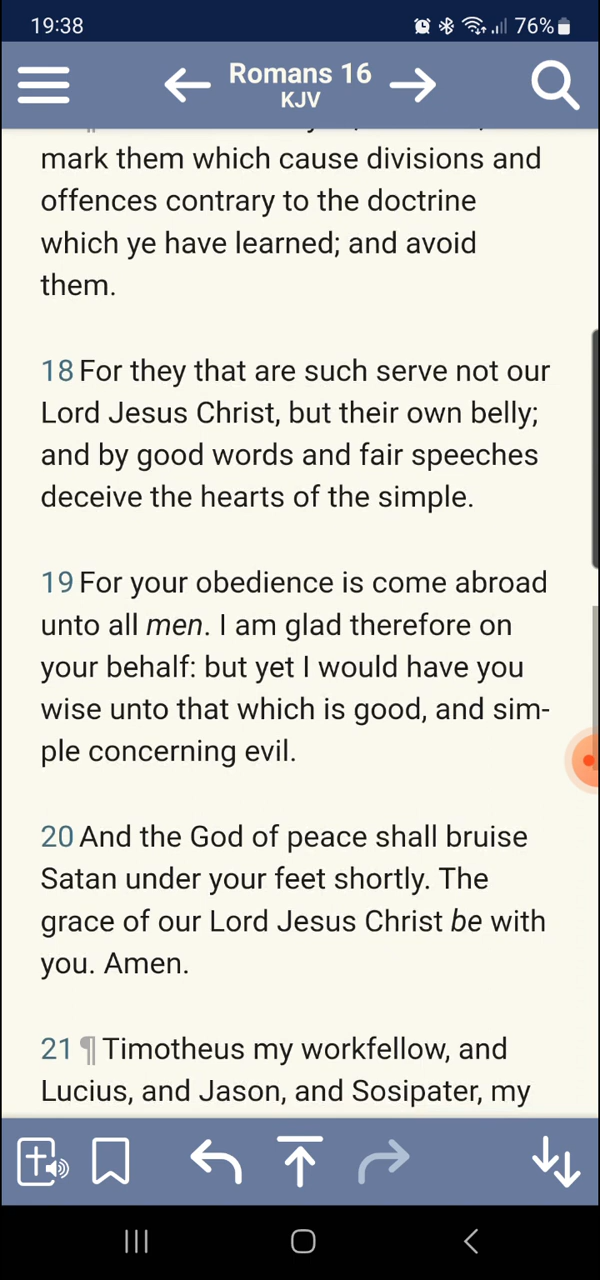 19:38 76%
Romans 16
KJV
mark them which cause divisions and
offences contrary to the doctrine
which ye have learned; and avoid
them.
18 For they that are such serve not our
Lord Jesus Christ, but their own belly;
and by good words and fair speeches
deceive the hearts of the simple.
19 For your obedience is come abroad
unto all men. I am glad therefore on
your behalf: but yet I would have you
wise unto that which is good, and sim-
ple concerning evil.
20 And the God of peace shall bruise
Satan under your feet shortly. The
grace of our Lord Jesus Christ be with
you. Amen.
21 ¶ Timotheus my workfellow, and
Lucius, and Jason, and Sosipater, my